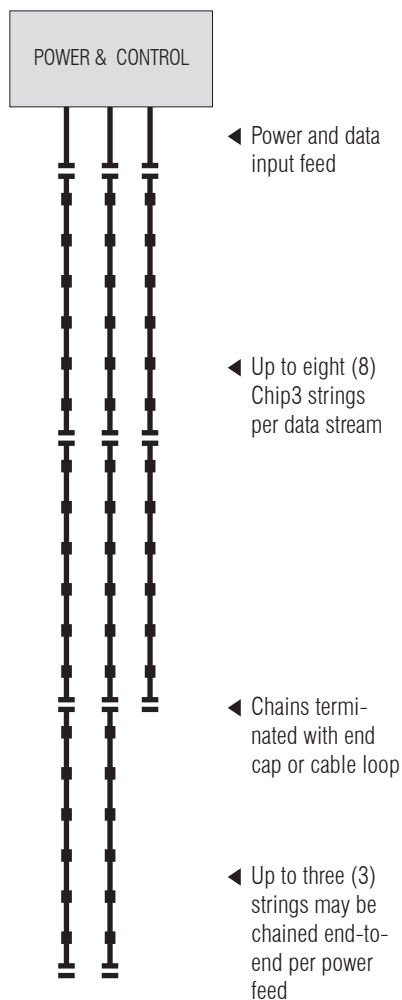 POWER & CONTROL
◀ Power and data
input feed
◀ Up to eight (8)
Chip3 strings
per data stream
◀ Chains termi-
nated with end
cap or cable loop
◀ Up to three (3)
strings may be
chained end-to-
end per power
feed